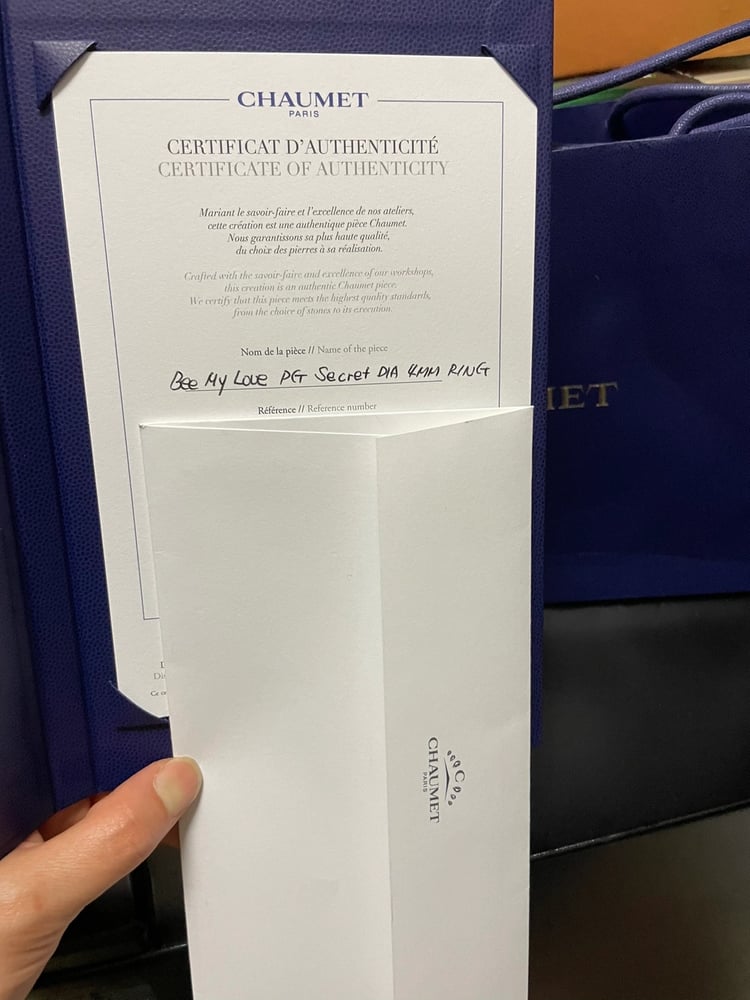 CHAUMET
PARIS
CERTIFICAT D'AUTHENTICITÉ
CERTIFICATE OF AUTHENTICITY
Mariant le savoir-faire et l'excellence de nos ateliers,
cette création est une authentique pièce Chaumet.
Nous garantissons sa plus haute qualité,
du choix des pierres à sa réalisation.
Crafted with the savoir-faire and excellence of our workshops,
this creation is an authentic Chaumet piece.
We certify that this piece meets the highest quality standards,
from the choice of stones to its execution.
Nom de la pièce // Name of the piece
Bee My Love PG Secret DIA 4MM RING
Référence // Reference number
MET
C
CHAUMET
PARIS